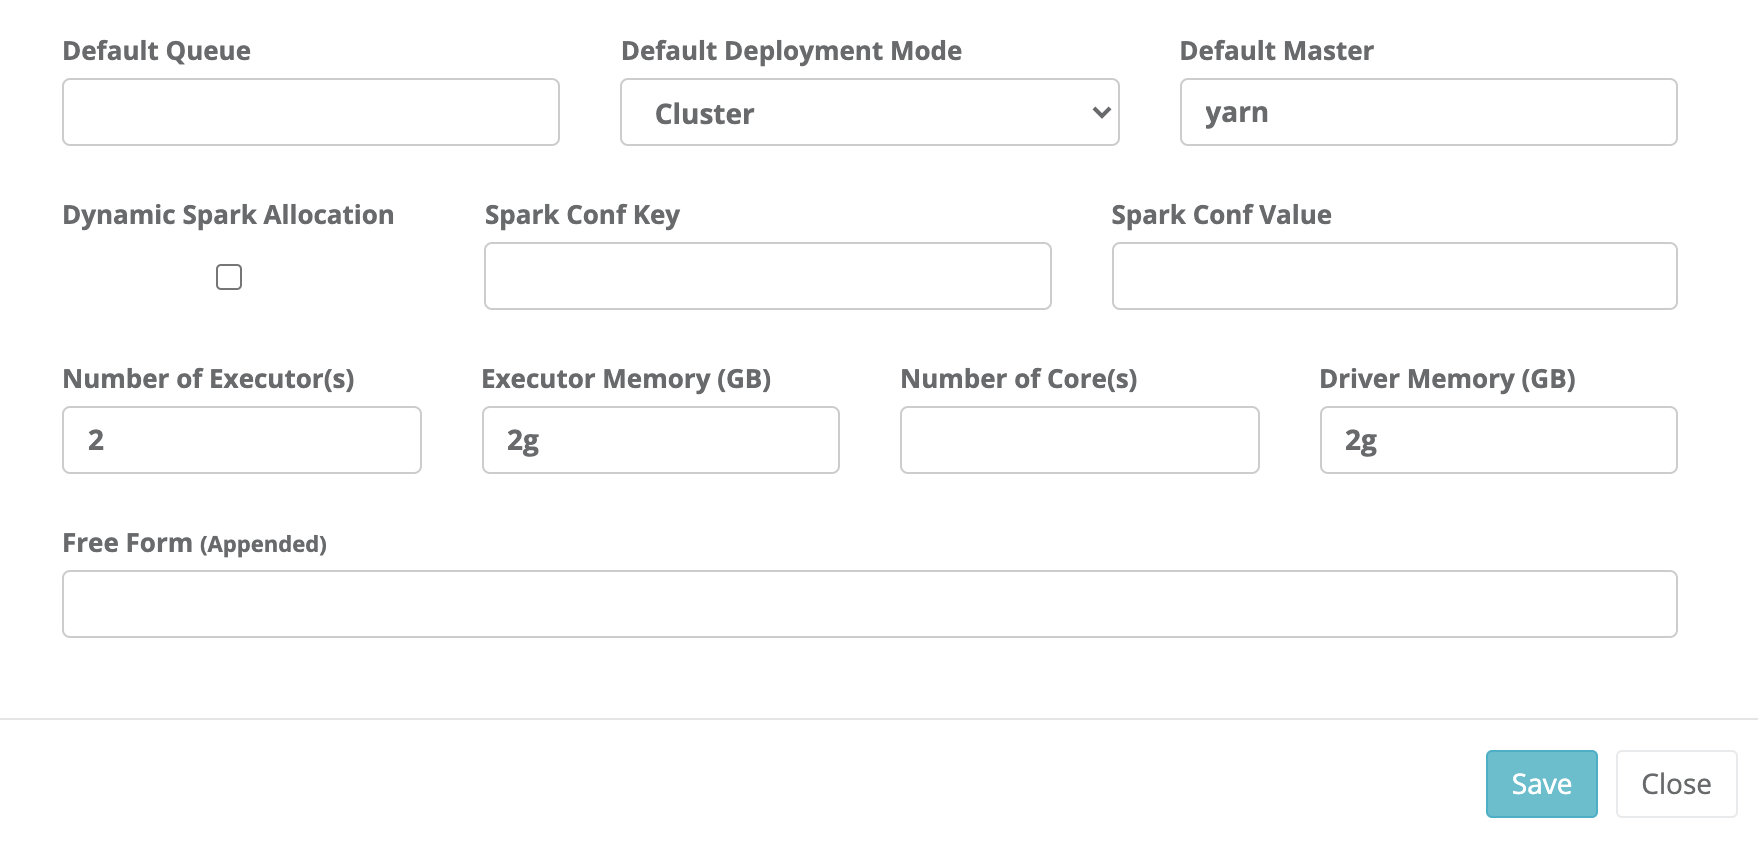 Default Queue
Default Deployment Mode
Default Master
Cluster
yarn
Dynamic Spark Allocation
Spark Conf Key
Spark Conf Value
Number of Executor(s)
Executor Memory (GB)
Number of Core(s)
Driver Memory (GB)
2
2g
2g
Free Form (Appended)
Save
Close